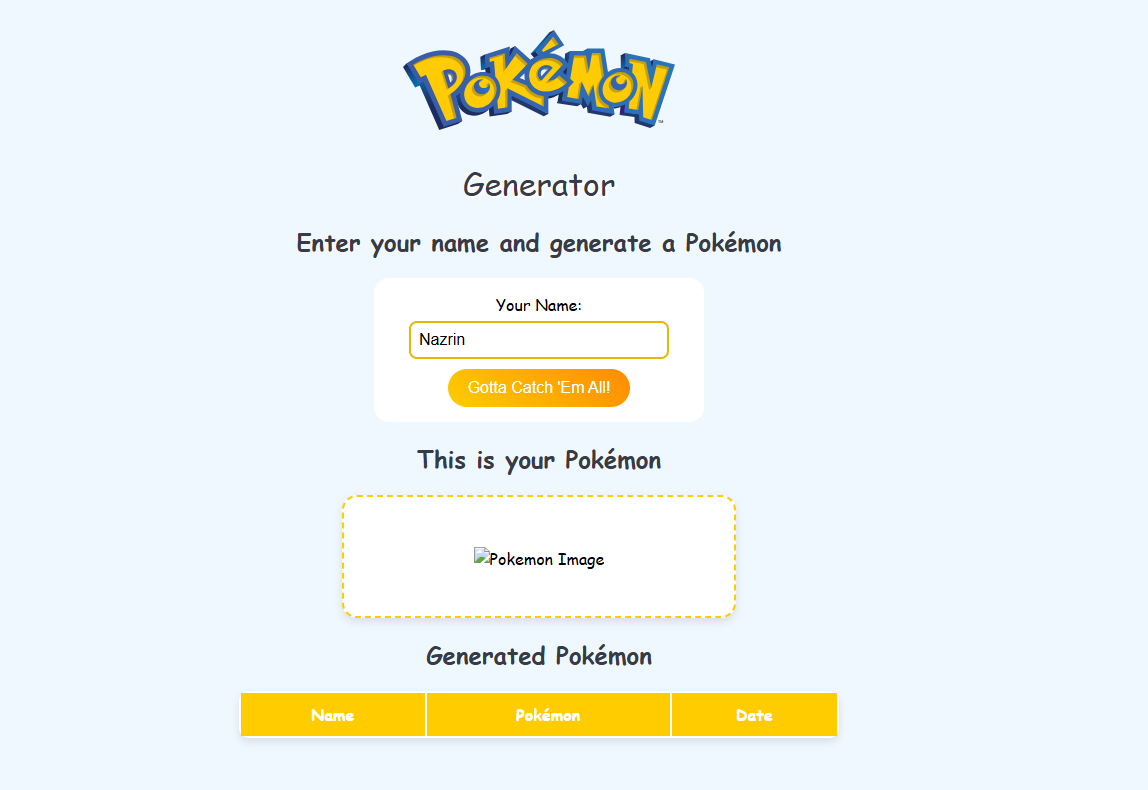 Pokémon
TM
Generator
Enter your name and generate a Pokémon
Your Name:
Nazrin
Gotta Catch 'Em All!
This is your Pokémon
Pokemon Image
Generated Pokémon
Name Pokémon Date